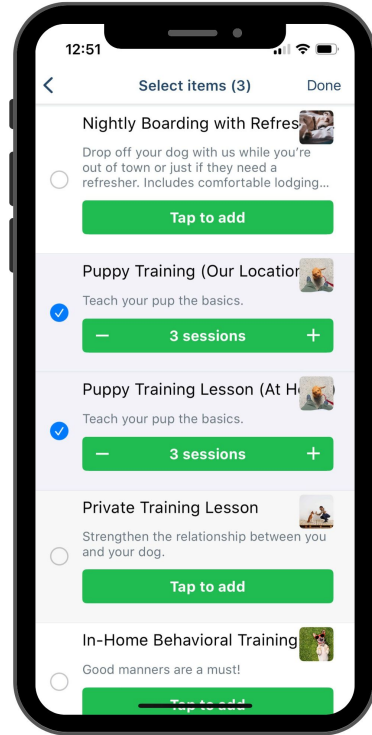 12:51
Select items (3)
Done
Nightly Boarding with Refres
Drop off your dog with us while you're
out of town or just if they need a
refresher. Includes comfortable lodging...
Tap to add
Puppy Training (Our Location
Teach your pup the basics.
3 sessions
Puppy Training Lesson (At H
Teach your pup the basics.
3 sessions
Private Training Lesson
Strengthen the relationship between you
and your dog.
Tap to add
In-Home Behavioral Training
Good manners are a must!
Tap to add